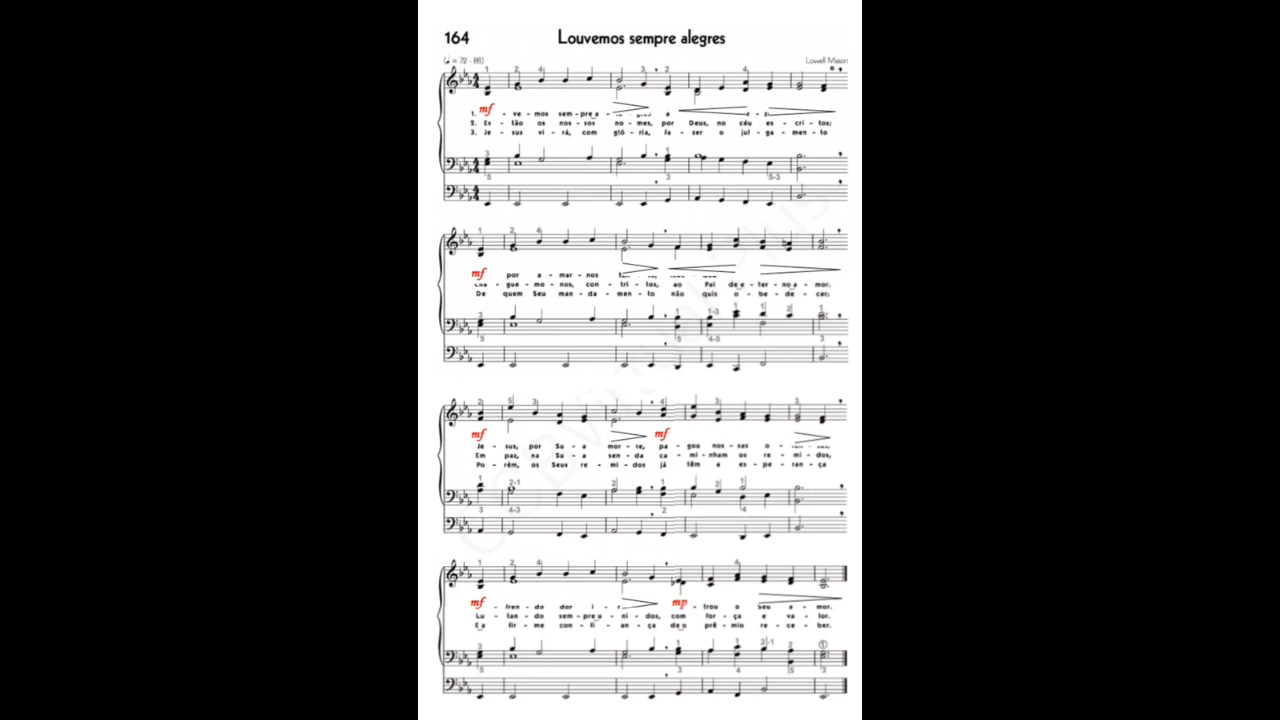 164 Louvemos sempre alegres
(♩ = 72 - 88) Lowell Mason
mf
1. - ve - mos sem - pre a -
2. Es - tão os nos - sos no - mes, por Deus, no céu es - cri - tos;
3. Je - sus vi - rá, com gló - ria, fa - zer o jul - ga - men - to
mf por a - mar - nos
gue - mo - nos, con - tri - tos, ao Pai de e - ter - no a - mor.
De quem Seu man - da - men - to não quis o - be - de - cer;
mf mf
Je - sus, por Su - a mor - te, pa - gou nos - sas o -
Em paz, na Su - a sen - da ca - mi - nham os re - mi - dos,
Po - rém, os Seus re - mi - dos já têm a es - pe - ran - ça
mf mp
- fren - do dor - trou o Seu a - mor.
Lu - tan - do sem - pre u - ni - dos, com for - ça e va - lor.
E a fir - me con - fi - an - ça de o prê - mio re - ce - ber.